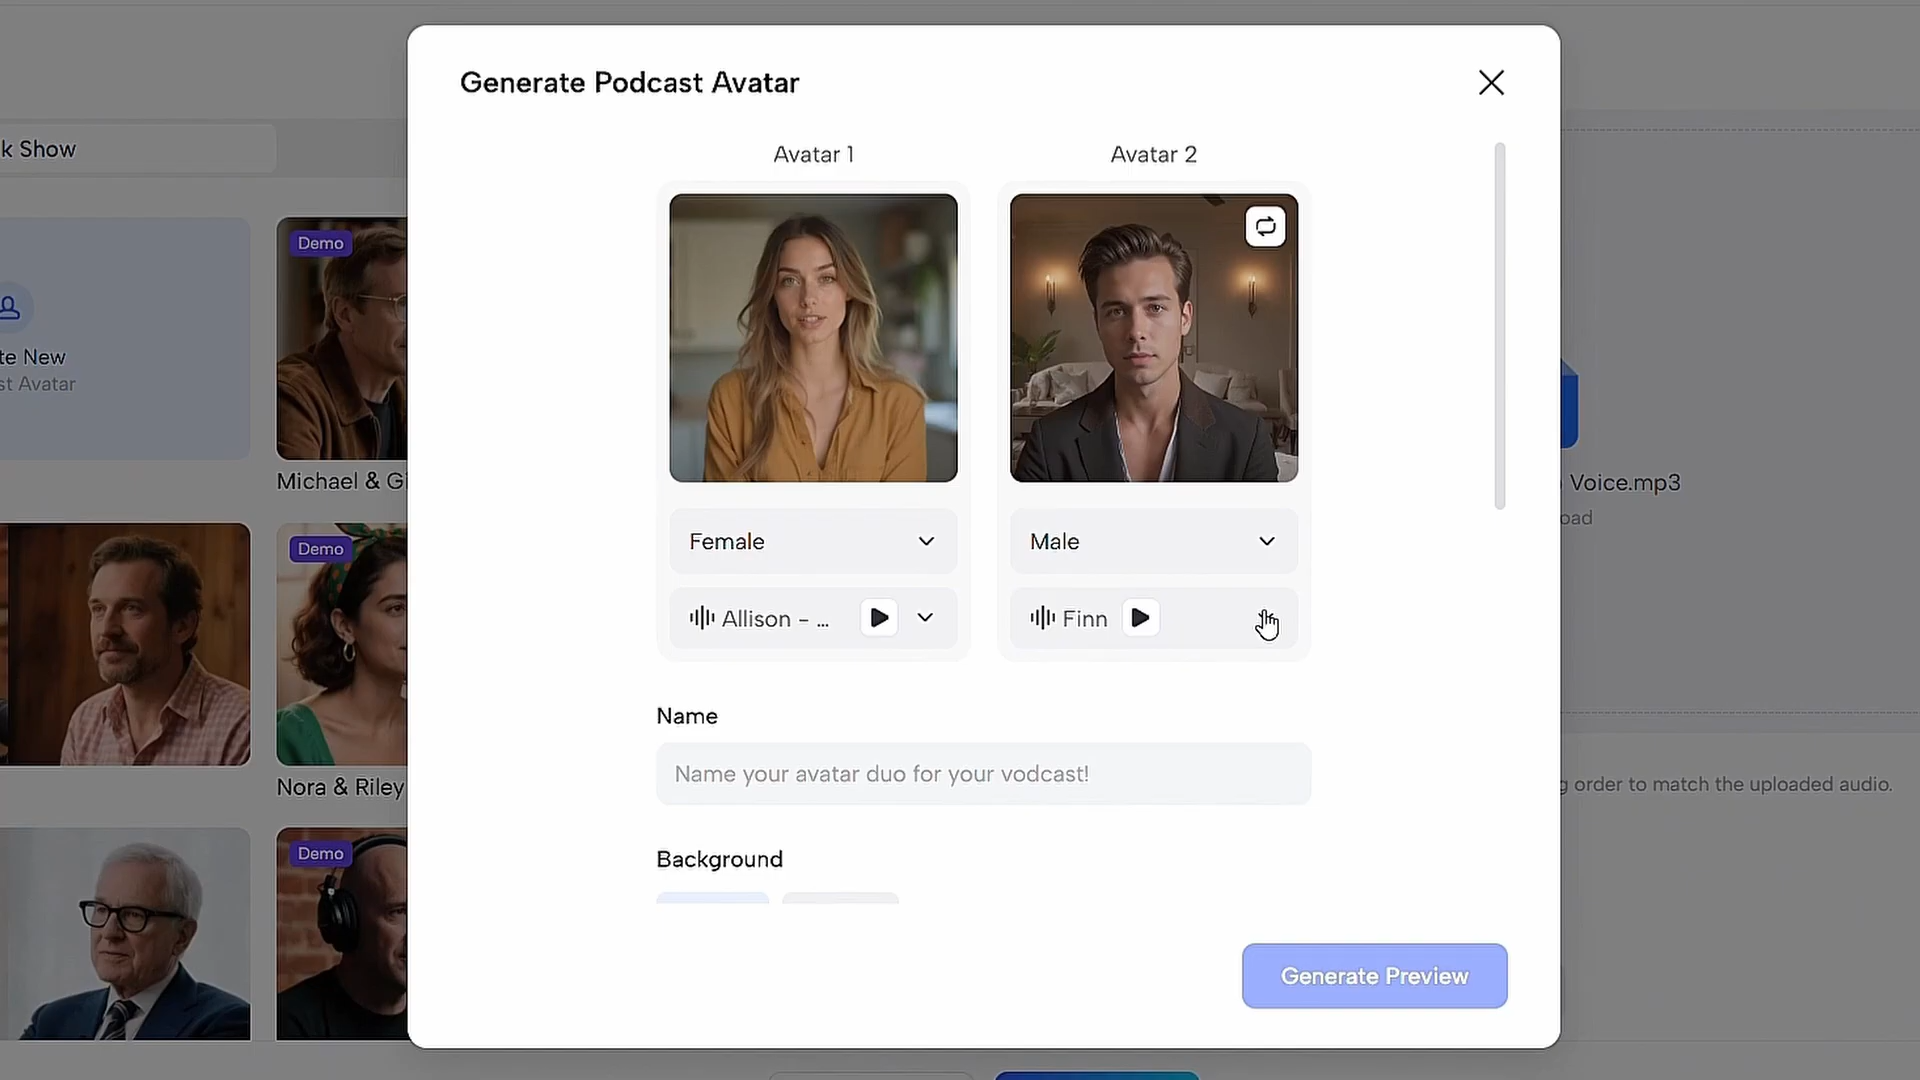 Generate Podcast Avatar
Avatar 1
Avatar 2
k Show
Demo
te New
st Avatar
Michael & Gi
Voice.mp3
oad
Female
Male
Demo
Allison - ...
Finn
Name
Name your avatar duo for your vodcast!
Nora & Riley
g order to match the uploaded audio.
Demo
Background
Generate Preview